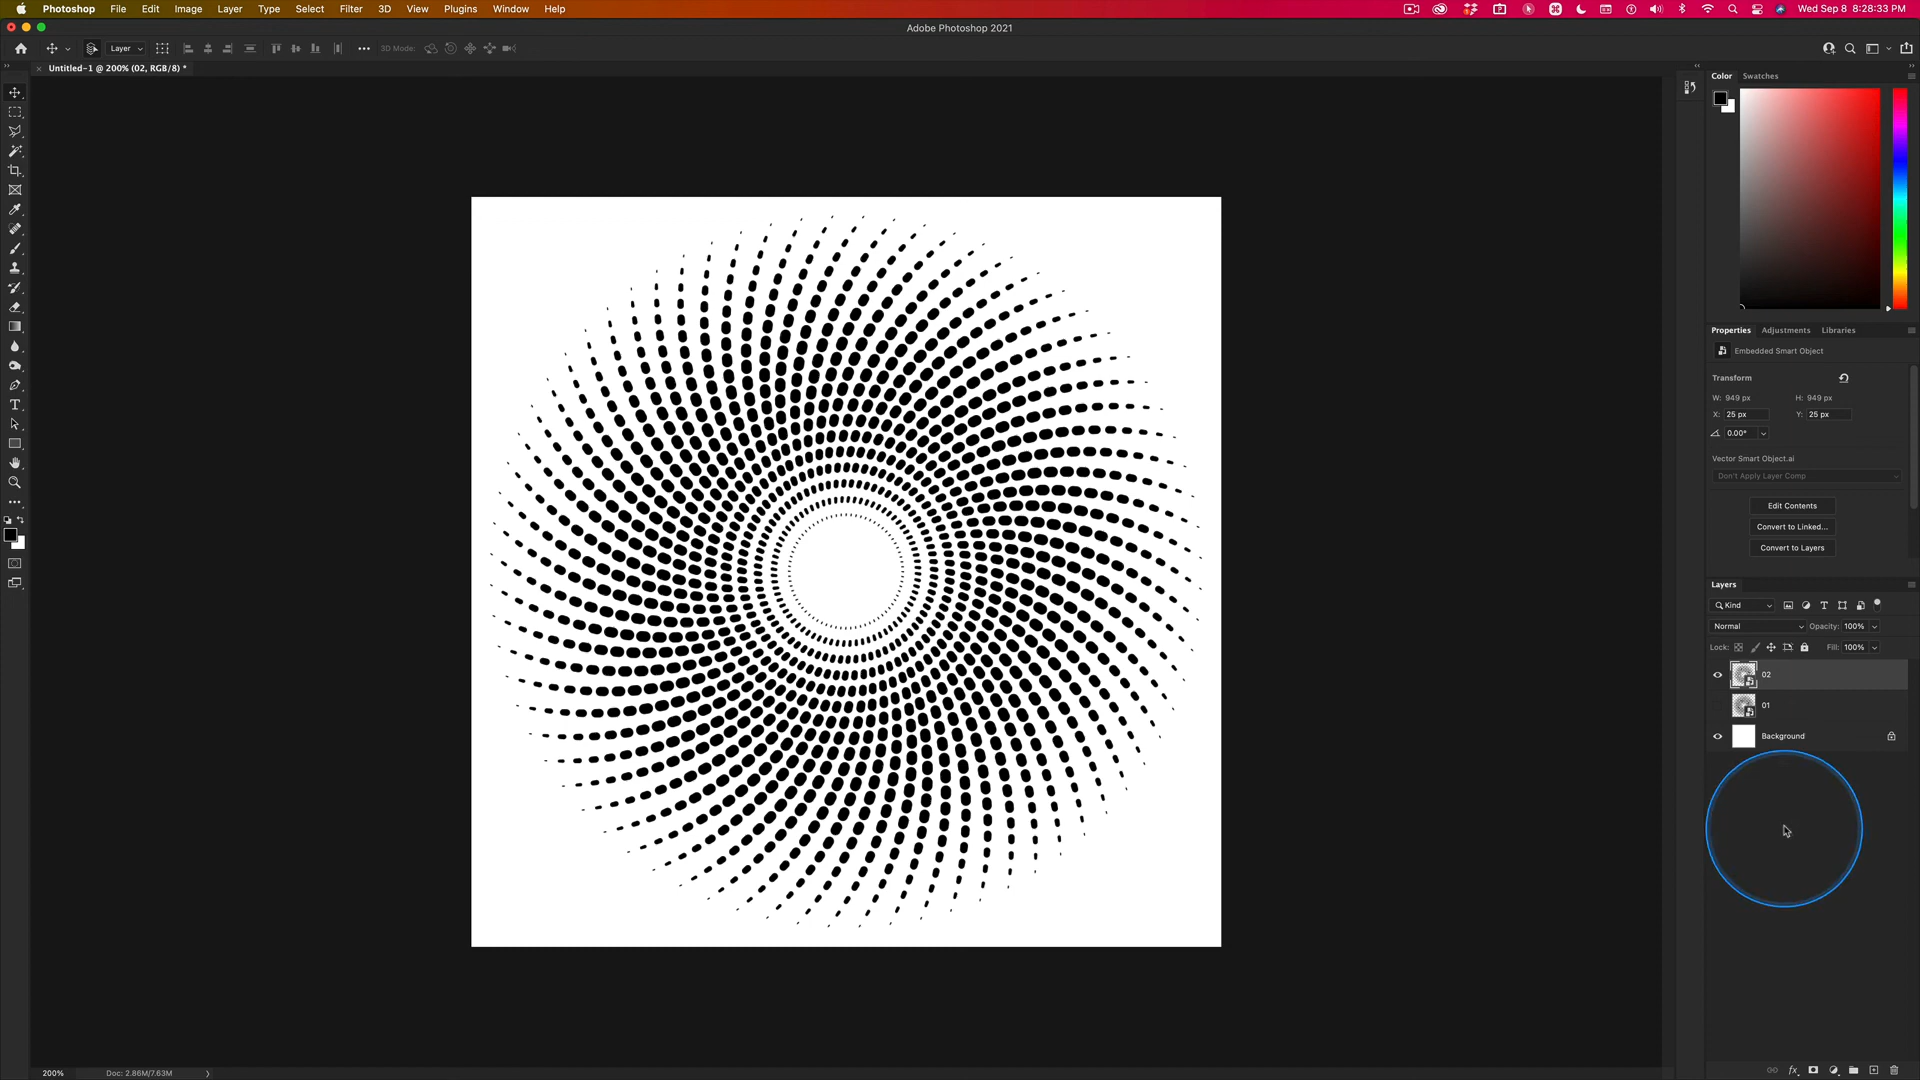 Photoshop File Edit Image Layer Type Select Filter 3D View Plugins Window Help Wed Sep 8 8:28:33 PM
Adobe Photoshop 2021
Layer 3D Mode:
Untitled-1 @ 200% (02, RGB/8) *
Color Swatches
Properties Adjustments Libraries
Embedded Smart Object
Transform
W: 949 px H: 949 px
X: 25 px Y: 25 px
0.00°
Vector Smart Object.ai
Don't Apply Layer Comp
Edit Contents
Convert to Linked...
Convert to Layers
Layers
Kind
Normal Opacity: 100%
Lock: Fill: 100%
02
01
Background
200% Doc: 2.86M/7.63M